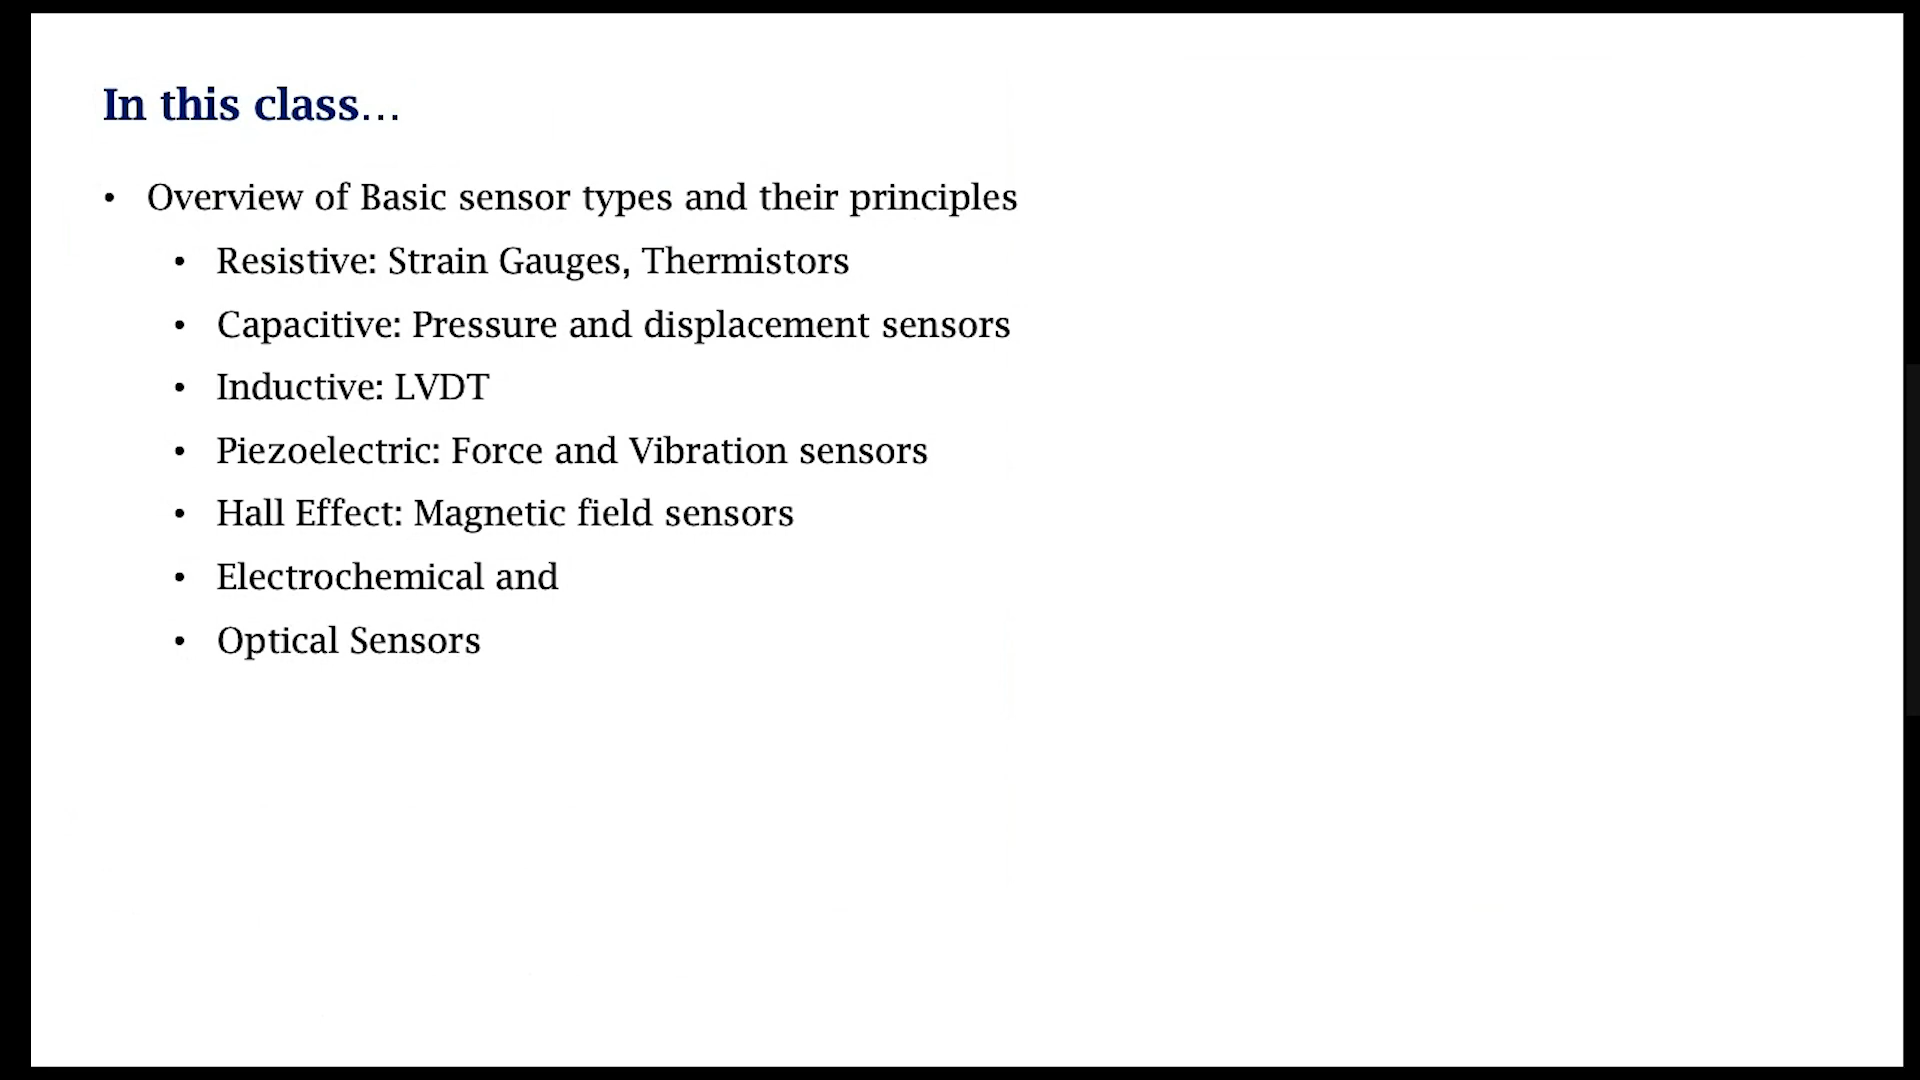 In this class...
• Overview of Basic sensor types and their principles
• Resistive: Strain Gauges, Thermistors
• Capacitive: Pressure and displacement sensors
• Inductive: LVDT
• Piezoelectric: Force and Vibration sensors
• Hall Effect: Magnetic field sensors
• Electrochemical and
• Optical Sensors